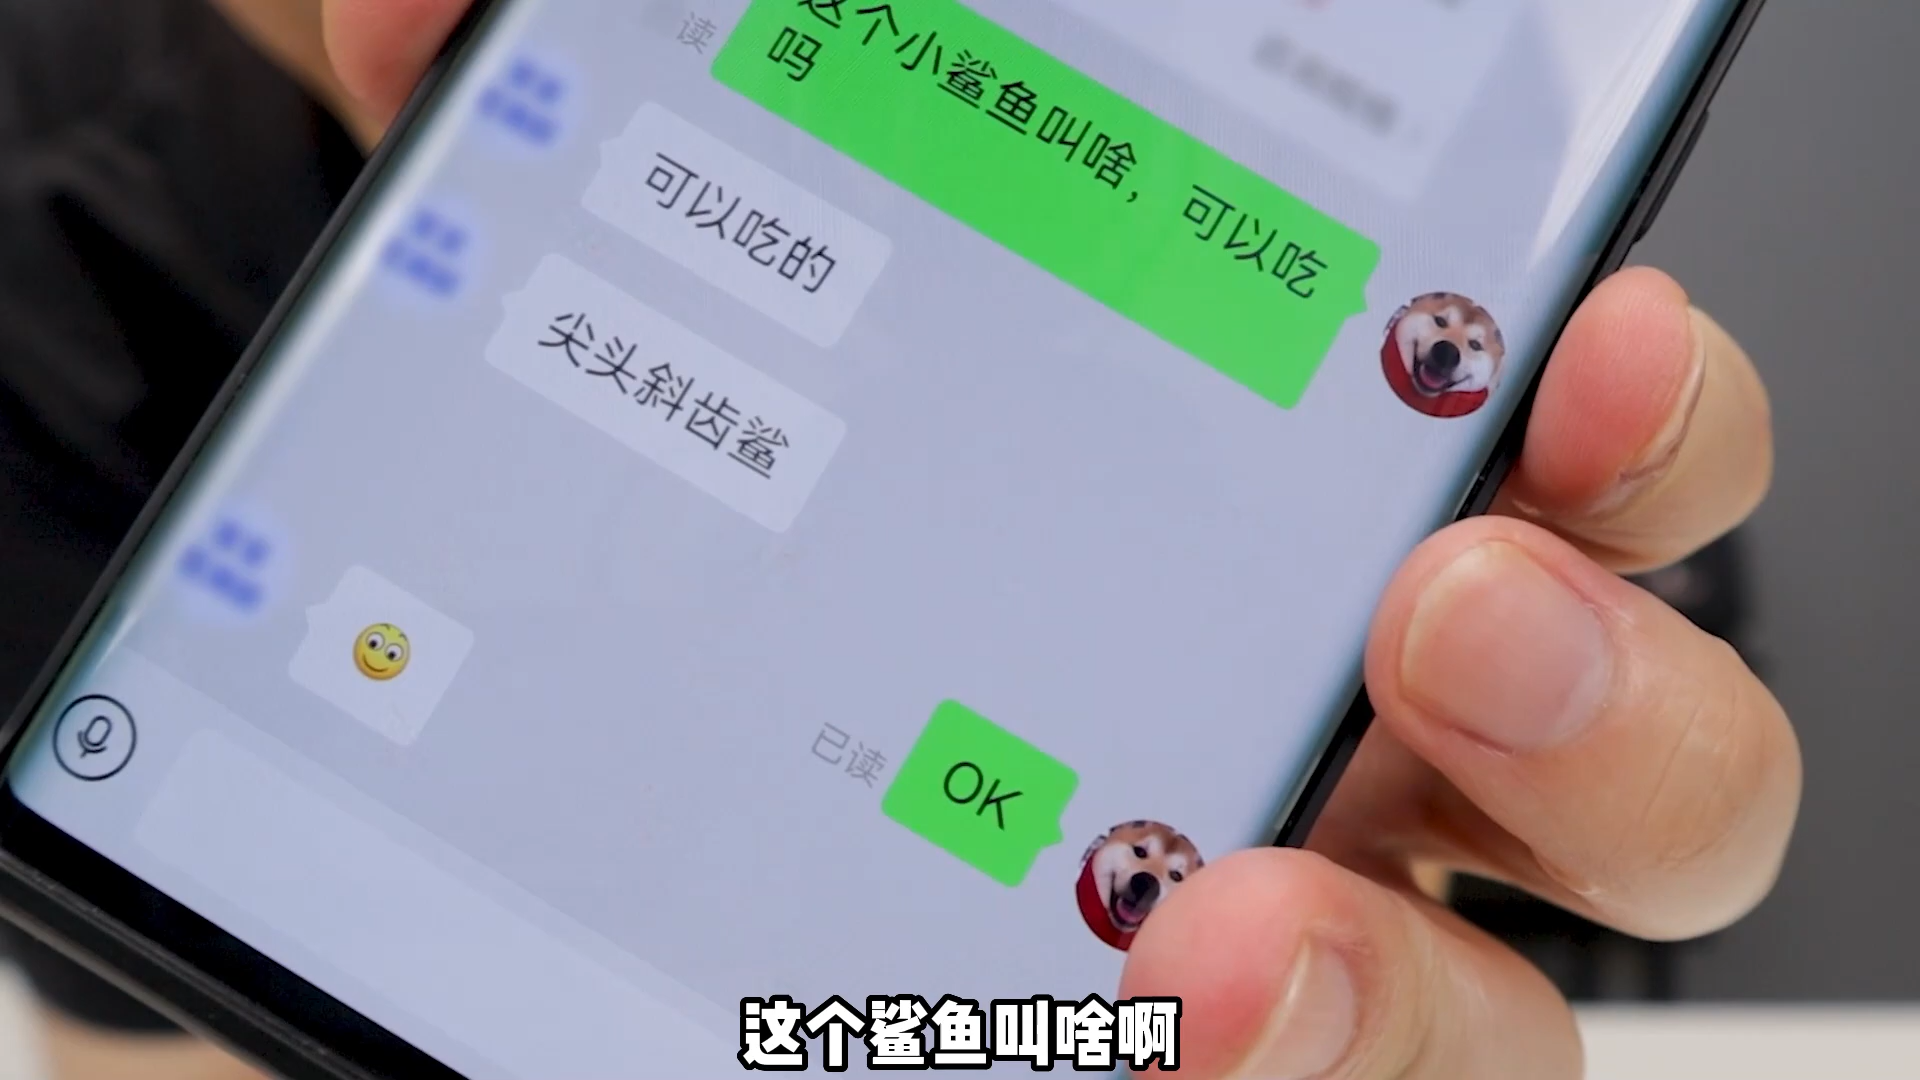 这个小鲨鱼叫啥，可以吃
吗
读
可以吃的
尖头斜齿鲨
已读
OK
这个鲨鱼叫啥啊